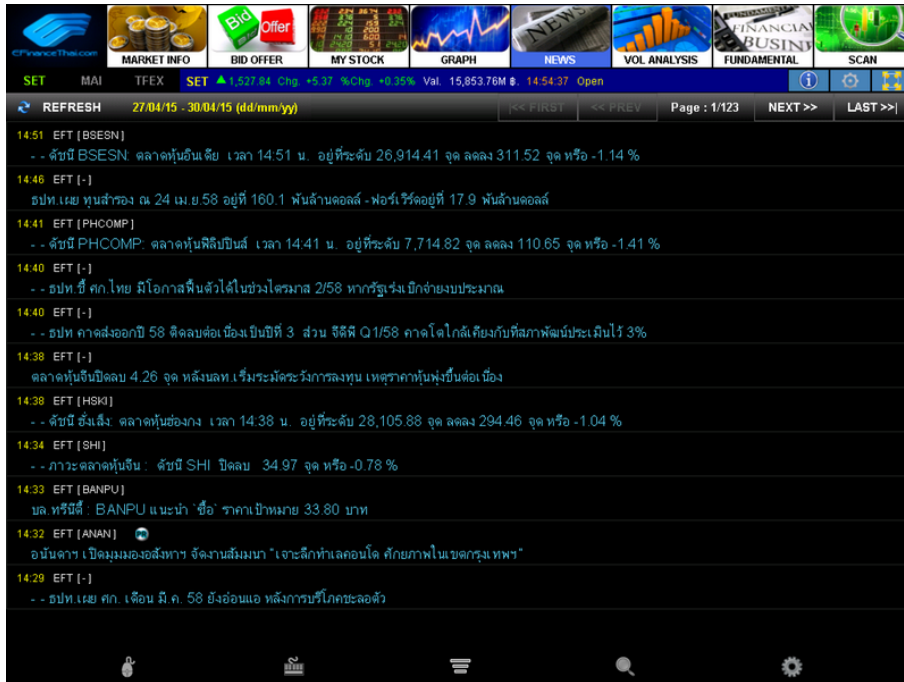 EFinanceThai.com
MARKET INFO
Bid Offer
BID OFFER
MY STOCK
GRAPH
NEWS
NEWS
VOL ANALYSIS
FINANCIAL
FUNDAMENTAL
SCAN
SET MAI TFEX SET ▲1,527.84 Chg. +5.37 %Chg. +0.35% Val. 15,853.76M ฿. 14:54:37 Open
REFRESH 27/04/15 - 30/04/15 (dd/mm/yy) |<< FIRST << PREV Page : 1/123 NEXT >> LAST >>|
14:51 EFT [BSESN]
- - ดัชนี BSESN: ตลาดหุ้นอินเดีย เวลา 14:51 น. อยู่ที่ระดับ 26,914.41 จุด ลดลง 311.52 จุด หรือ -1.14 %
14:46 EFT [-]
ธปท.เผย ทุนสำรอง ณ 24 เม.ย.58 อยู่ที่ 160.1 พันล้านดอลล์ - ฟอร์เวิร์ดอยู่ที่ 17.9 พันล้านดอลล์
14:41 EFT [PHCOMP]
- - ดัชนี PHCOMP: ตลาดหุ้นฟิลิปปินส์ เวลา 14:41 น. อยู่ที่ระดับ 7,714.82 จุด ลดลง 110.65 จุด หรือ -1.41 %
14:40 EFT [-]
- - ธปท.ชี้ ศก.ไทย มีโอกาสฟื้นตัวได้ในช่วงไตรมาส 2/58 หากรัฐเร่งเบิกจ่ายงบประมาณ
14:40 EFT [-]
- - ธปท คาดส่งออกปี 58 ติดลบต่อเนื่องเป็นปีที่ 3 ส่วน จีดีพี Q1/58 คาดโตใกล้เคียงกับที่สภาพัฒน์ประเมินไว้ 3%
14:38 EFT [-]
ตลาดหุ้นจีนปิดลบ 4.26 จุด หลังนลท.เริ่มระมัดระวังการลงทุน เหตุราคาหุ้นพุ่งขึ้นต่อเนื่อง
14:38 EFT [HSKI]
- - ดัชนี ฮั่งเส็ง: ตลาดหุ้นฮ่องกง เวลา 14:38 น. อยู่ที่ระดับ 28,105.88 จุด ลดลง 294.46 จุด หรือ -1.04 %
14:34 EFT [SHI]
- - ภาวะตลาดหุ้นจีน : ดัชนี SHI ปิดลบ 34.97 จุด หรือ -0.78 %
14:33 EFT [BANPU]
บล.ทรีนีตี้ : BANPU แนะนำ `ซื้อ` ราคาเป้าหมาย 33.80 บาท
14:32 EFT [ANAN]
อนันดาฯ เปิดมุมมองอสังหาฯ จัดงานสัมมนา "เจาะลึกทำเลคอนโด ศักยภาพในเขตกรุงเทพฯ"
14:29 EFT [-]
- - ธปท.เผย ศก. เดือน มี.ค. 58 ยังอ่อนแอ หลังการบริโภคชะลอตัว